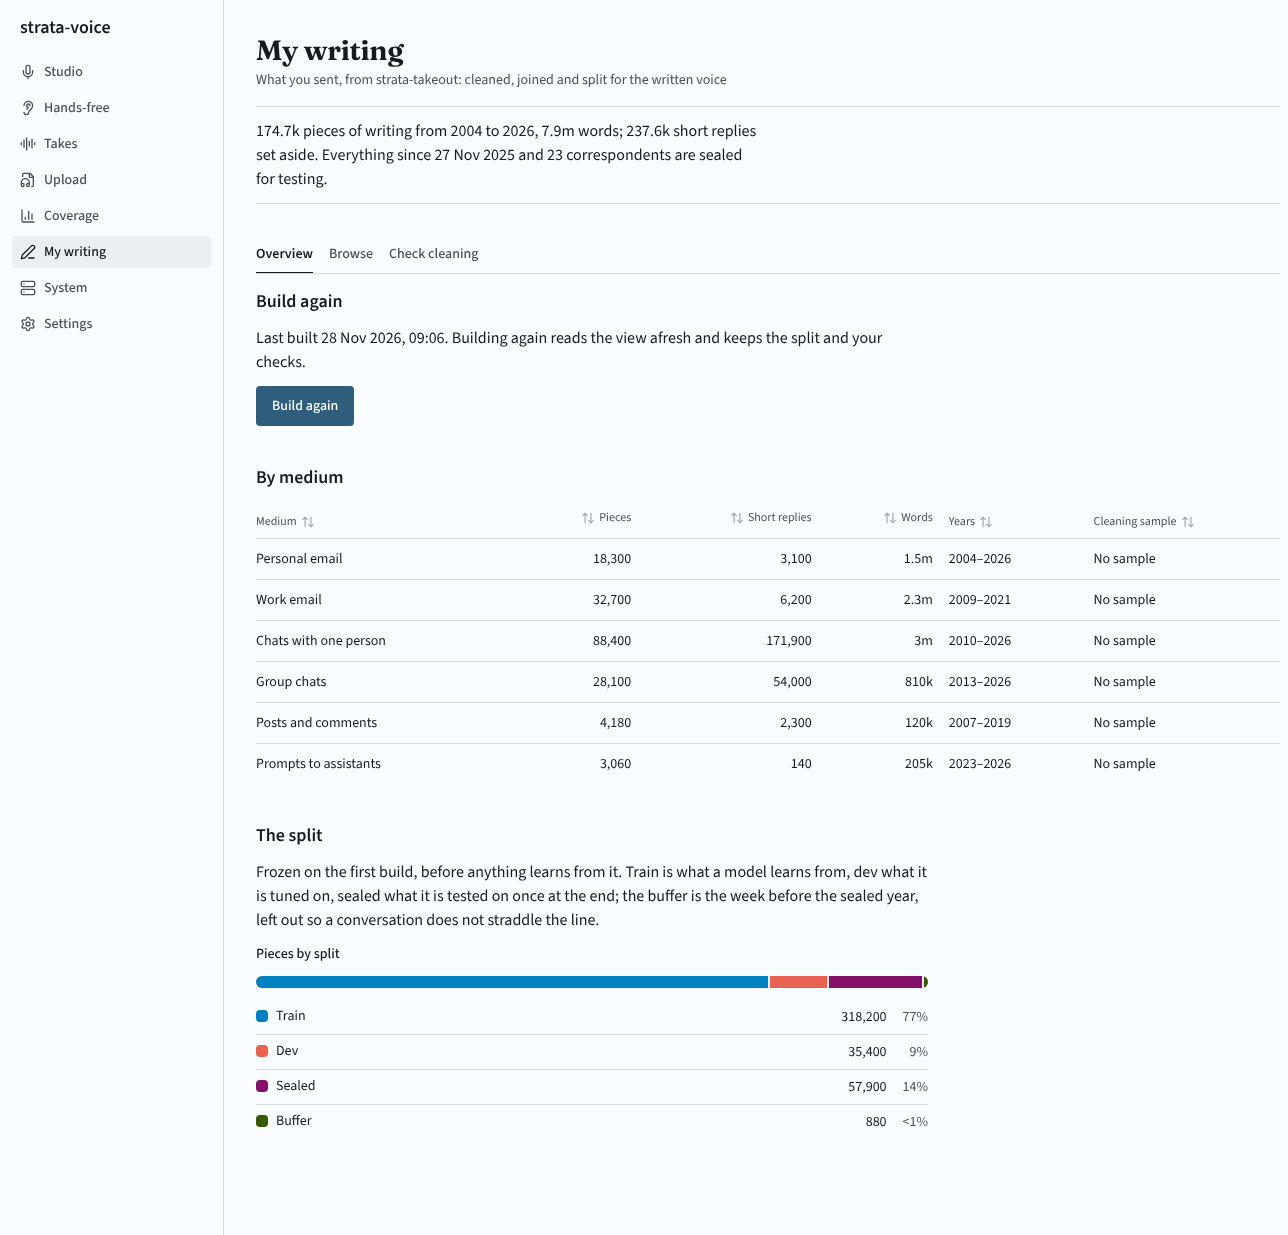 strata-voice
Studio
Hands-free
Takes
Upload
Coverage
My writing
System
Settings
My writing
What you sent, from strata-takeout: cleaned, joined and split for the written voice
174.7k pieces of writing from 2004 to 2026, 7.9m words; 237.6k short replies
set aside. Everything since 27 Nov 2025 and 23 correspondents are sealed
for testing.
Overview Browse Check cleaning
Build again
Last built 28 Nov 2026, 09:06. Building again reads the view afresh and keeps the split and your
checks.
Build again
By medium
Medium Pieces Short replies Words Years Cleaning sample
Personal email 18,300 3,100 1.5m 2004–2026 No sample
Work email 32,700 6,200 2.3m 2009–2021 No sample
Chats with one person 88,400 171,900 3m 2010–2026 No sample
Group chats 28,100 54,000 810k 2013–2026 No sample
Posts and comments 4,180 2,300 120k 2007–2019 No sample
Prompts to assistants 3,060 140 205k 2023–2026 No sample
The split
Frozen on the first build, before anything learns from it. Train is what a model learns from, dev what it
is tuned on, sealed what it is tested on once at the end; the buffer is the week before the sealed year,
left out so a conversation does not straddle the line.
Pieces by split
Train 318,200 77%
Dev 35,400 9%
Sealed 57,900 14%
Buffer 880 <1%